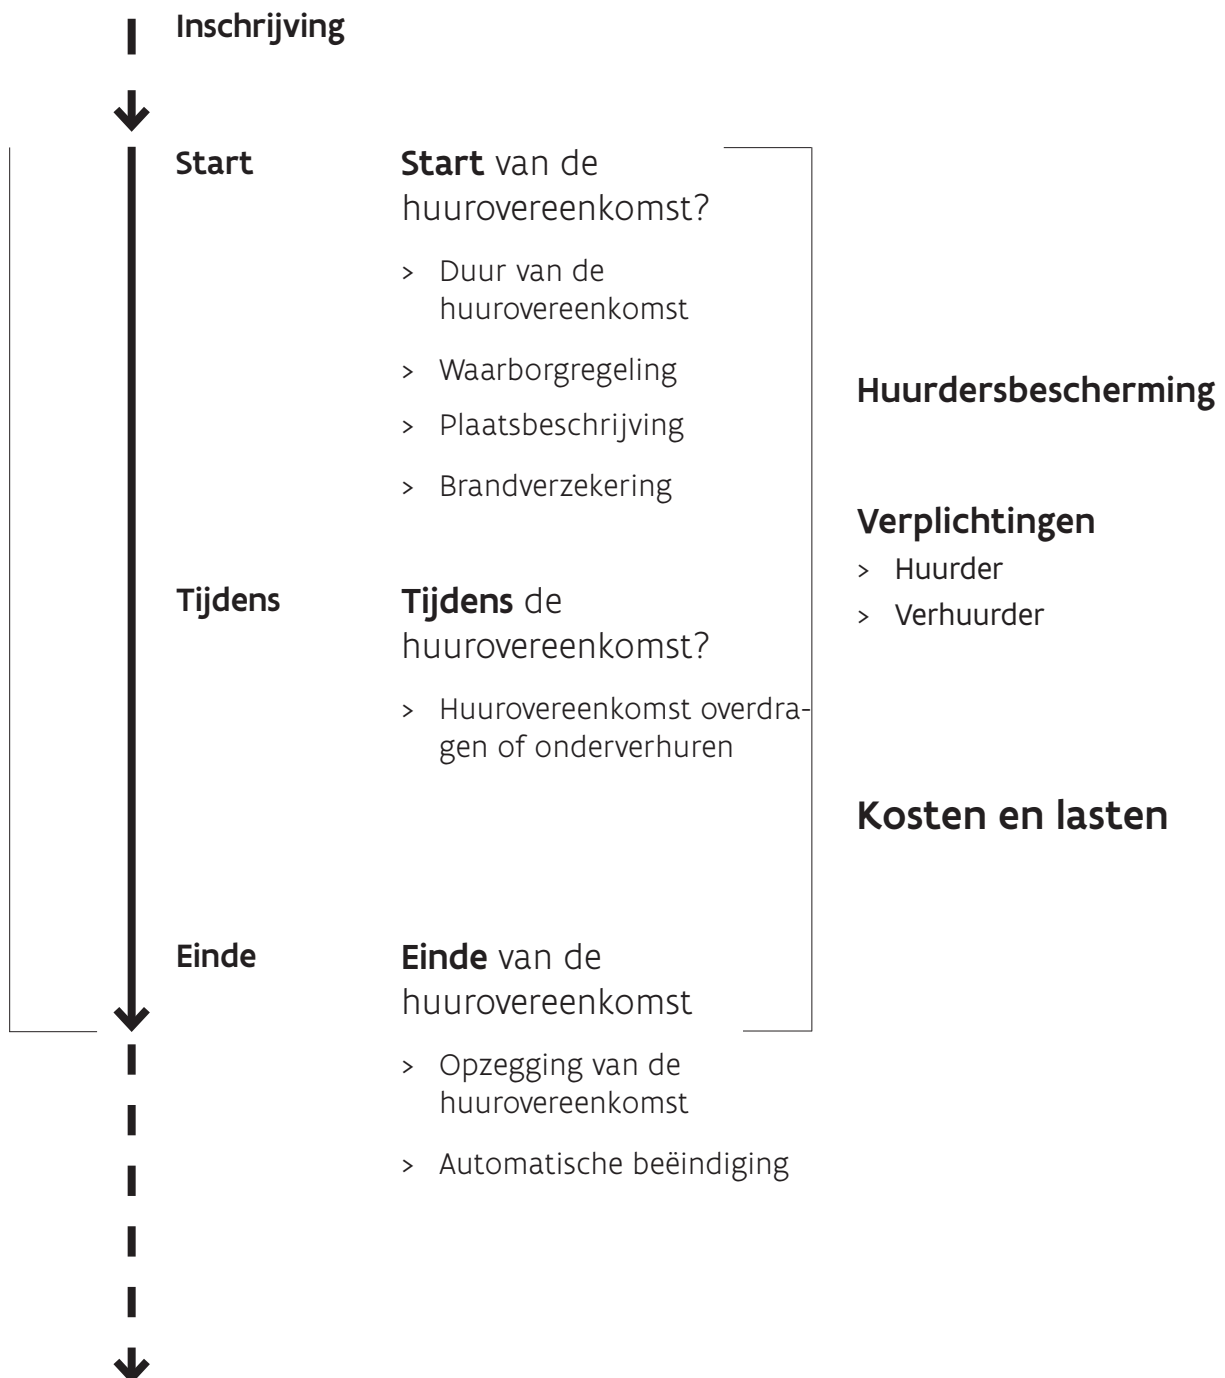 Inschrijving
Start
Start van de
huurovereenkomst?
> Duur van de
huurovereenkomst
> Waarborgregeling
> Plaatsbeschrijving
> Brandverzekering
Tijdens
Tijdens de
huurovereenkomst?
> Huurovereenkomst overdra-
gen of onderverhuren
Einde
Einde van de
huurovereenkomst
> Opzegging van de
huurovereenkomst
> Automatische beëindiging
Huurdersbescherming
Verplichtingen
> Huurder
> Verhuurder
Kosten en lasten